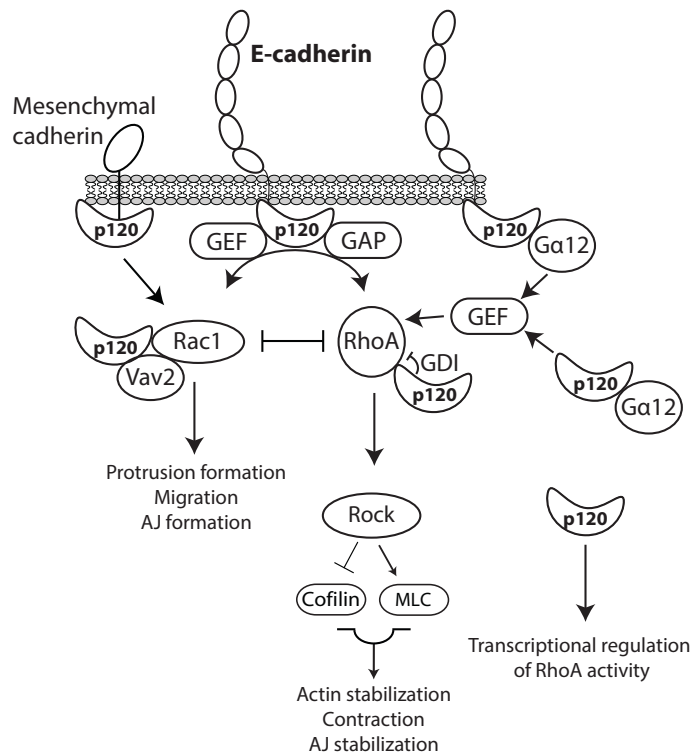 E-cadherin
Mesenchymal
cadherin
p120
GEF
p120
GAP
p120
Gα12
p120
Rac1
Vav2
RhoA
GDI
p120
GEF
p120
Gα12
Protrusion formation
Migration
AJ formation
Rock
Cofilin
MLC
Actin stabilization
Contraction
AJ stabilization
p120
Transcriptional regulation
of RhoA activity